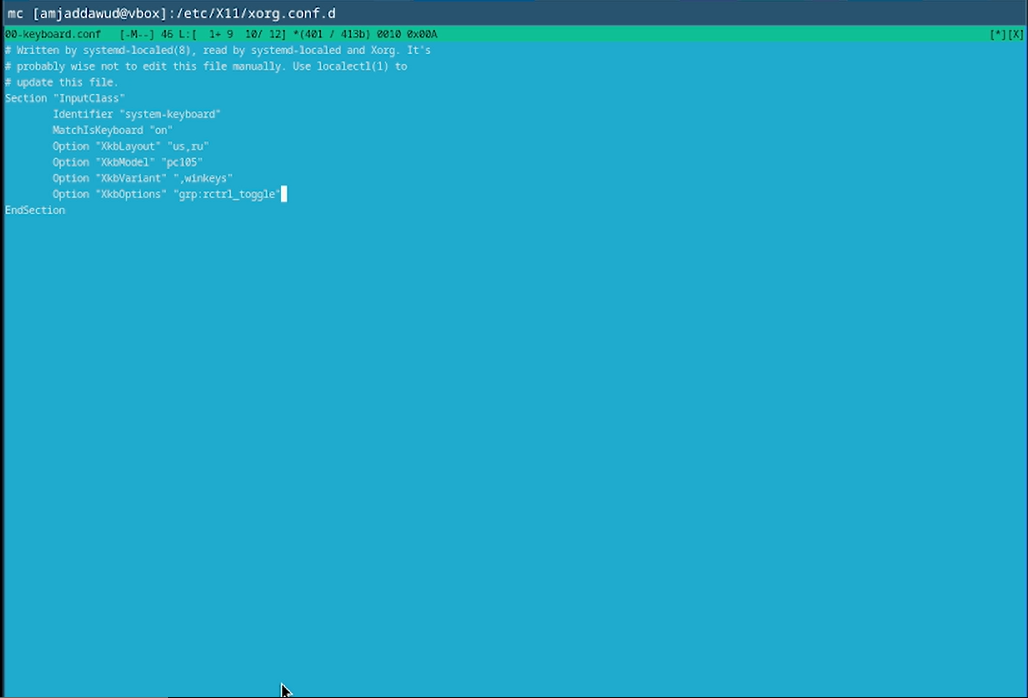 mc [amjaddawud@vbox]:/etc/X11/xorg.conf.d
00-keyboard.conf   [-M--] 46 L:[  1+ 9  10/ 12] *(401 / 413b) 0010 0x00A   [*][X]
# Written by systemd-localed(8), read by systemd-localed and Xorg. It's
# probably wise not to edit this file manually. Use localectl(1) to
# update this file.
Section "InputClass"
        Identifier "system-keyboard"
        MatchIsKeyboard "on"
        Option "XkbLayout" "us,ru"
        Option "XkbModel" "pc105"
        Option "XkbVariant" ",winkeys"
        Option "XkbOptions" "grp:rctrl_toggle"
EndSection